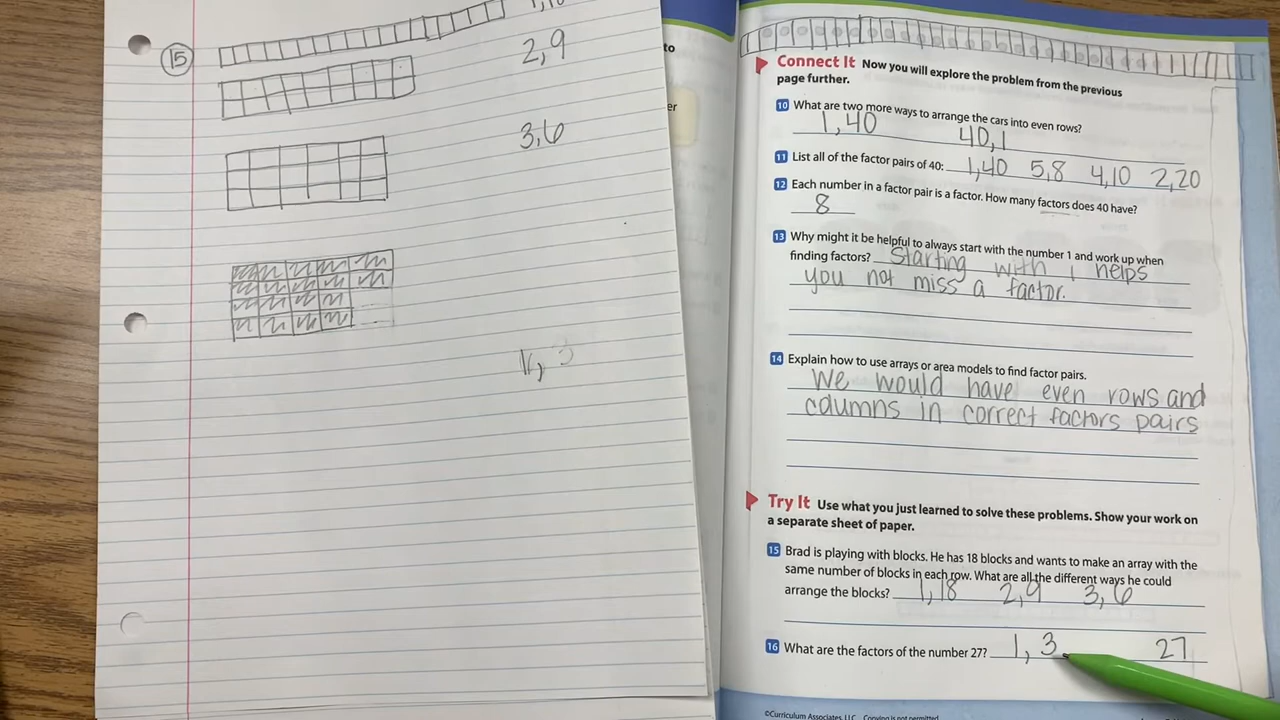 15
2,9
3,6
1,
to
er
Connect It Now you will explore the problem from the previous
page further.
10 What are two more ways to arrange the cars into even rows?
1,40 40,1
11 List all of the factor pairs of 40: 1,40 5,8 4,10 2,20
12 Each number in a factor pair is a factor. How many factors does 40 have?
8
13 Why might it be helpful to always start with the number 1 and work up when
finding factors? Starting with 1 helps
you not miss a factor.
14 Explain how to use arrays or area models to find factor pairs.
We would have even rows and
columns in correct factors pairs
Try It Use what you just learned to solve these problems. Show your work on
a separate sheet of paper.
15 Brad is playing with blocks. He has 18 blocks and wants to make an array with the
same number of blocks in each row. What are all the different ways he could
arrange the blocks? 1,18 2,9 3,6
16 What are the factors of the number 27? 1, 3 27
©Curriculum Associates, LLC Copying is not permitted